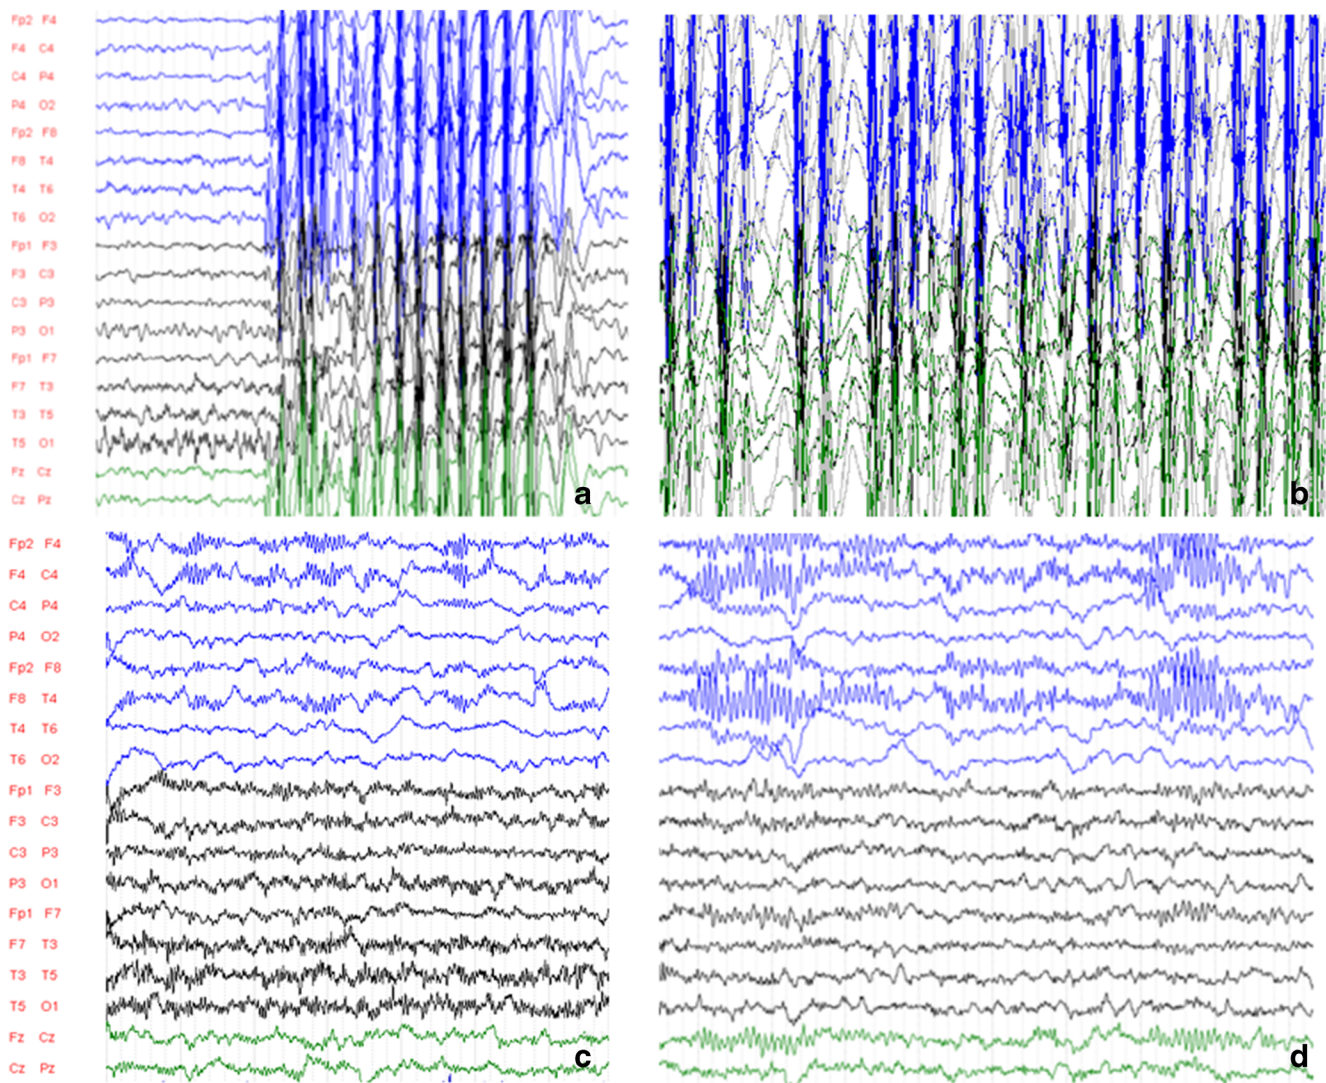 Fp2 F4
F4 C4
C4 P4
P4 O2
Fp2 F8
F8 T4
T4 T6
T6 O2
Fp1 F3
F3 C3
C3 P3
P3 O1
Fp1 F7
F7 T3
T3 T5
T5 O1
Fz Cz
Cz Pz
a
b
Fp2 F4
F4 C4
C4 P4
P4 O2
Fp2 F8
F8 T4
T4 T6
T6 O2
Fp1 F3
F3 C3
C3 P3
P3 O1
Fp1 F7
F7 T3
T3 T5
T5 O1
Fz Cz
Cz Pz
c
d